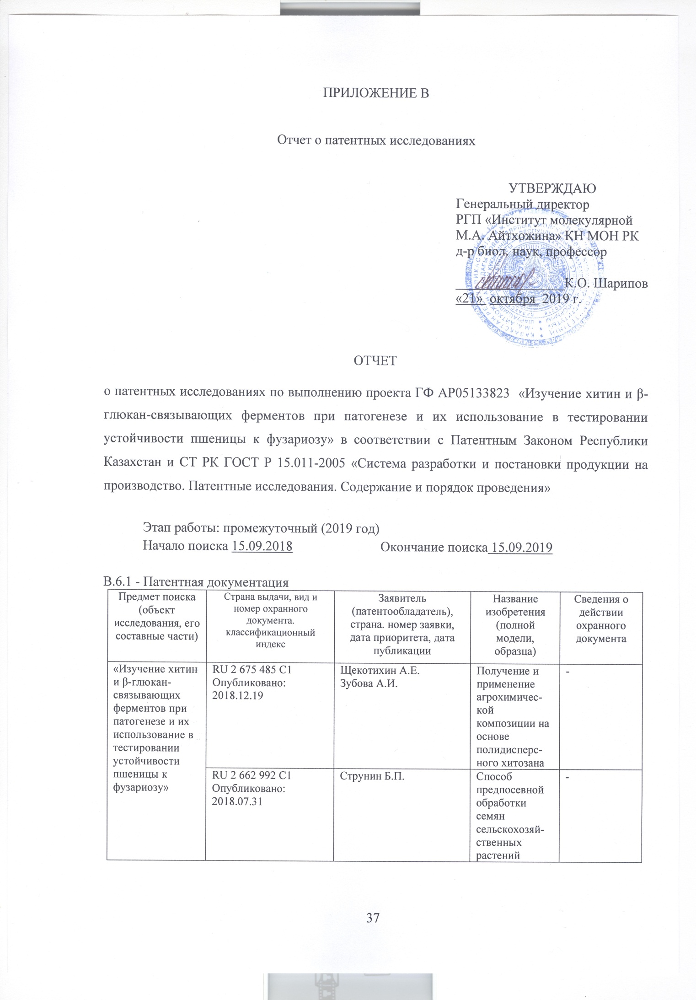 ПРИЛОЖЕНИЕ В
Отчет о патентных исследованиях
УТВЕРЖДАЮ
Генеральный директор
РГП «Институт молекулярной
М.А. Айтхожина» КН МОН РК
д-р биол. наук, профессор
К.О. Шарипов
«21» октября 2019 г.
ОТЧЕТ
о патентных исследованиях по выполнению проекта ГФ АР05133823 «Изучение хитин и β-
глюкан-связывающих ферментов при патогенезе и их использование в тестировании
устойчивости пшеницы к фузариозу» в соответствии с Патентным Законом Республики
Казахстан и СТ РК ГОСТ Р 15.011-2005 «Система разработки и постановки продукции на
производство. Патентные исследования. Содержание и порядок проведения»
Этап работы: промежуточный (2019 год)
Начало поиска 15.09.2018 Окончание поиска 15.09.2019
В.6.1 - Патентная документация
Предмет поиска
(объект
исследования, его
составные части)
Страна выдачи, вид и
номер охранного
документа.
классификационный
индекс
Заявитель
(патентообладатель),
страна. номер заявки,
дата приоритета, дата
публикации
Название
изобретения
(полной
модели,
образца)
Сведения о
действии
охранного
документа
«Изучение хитин
и β-глюкан-
связывающих
ферментов при
патогенезе и их
использование в
тестировании
устойчивости
пшеницы к
фузариозу»
RU 2 675 485 C1
Опубликовано:
2018.12.19
Щекотихин А.Е.
Зубова А.И.
Получение и
применение
агрохимичес-
кой
композиции на
основе
полидисперс-
ного хитозана
-
RU 2 662 992 C1
Опубликовано:
2018.07.31
Струнин Б.П.
Способ
предпосевной
обработки
семян
сельскохозяй-
ственных
растений
-
37